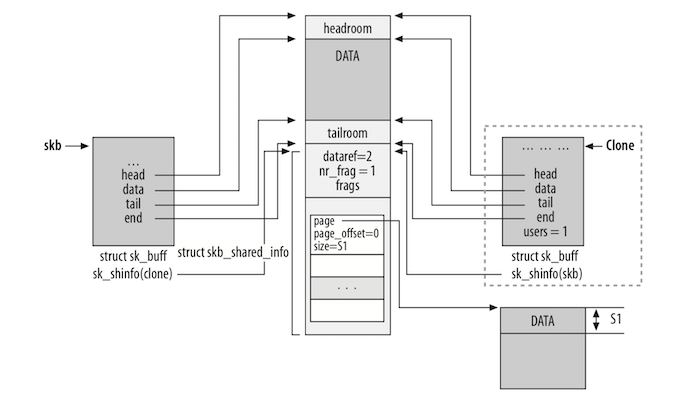 headroom
DATA
tailroom
dataref=2
nr_frag = 1
frags
page
page_offset=0
size=S1
. . .
skb
...
head
data
tail
end
struct sk_buff
sk_shinfo(clone)
struct skb_shared_info
Clone
... ... ...
head
data
tail
end
users = 1
struct sk_buff
sk_shinfo(skb)
DATA
S1